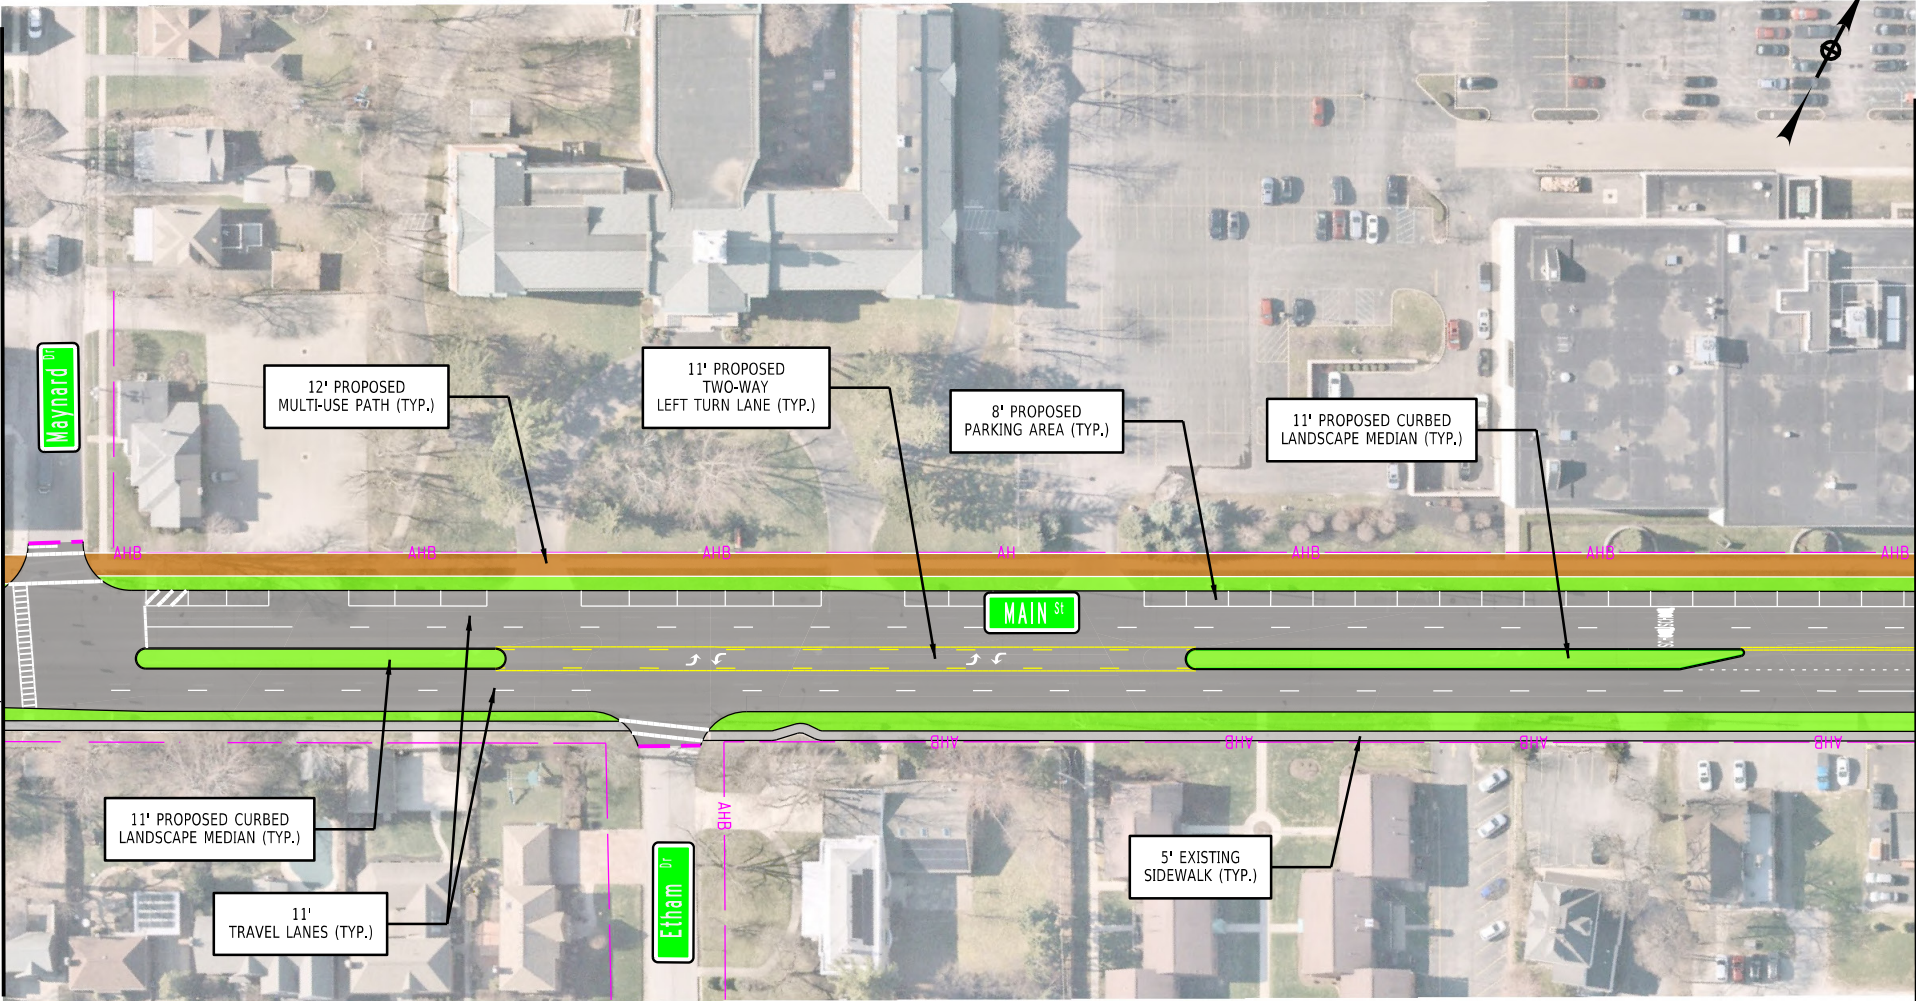 Maynard Dr
12' PROPOSED
MULTI-USE PATH (TYP.)
11' PROPOSED
TWO-WAY
LEFT TURN LANE (TYP.)
8' PROPOSED
PARKING AREA (TYP.)
11' PROPOSED CURBED
LANDSCAPE MEDIAN (TYP.)
AHB
AHB
AHB
AH
AHB
AHB
AHB
MAIN St
AHB
AHB
AHB
AHB
11' PROPOSED CURBED
LANDSCAPE MEDIAN (TYP.)
AHB
Etham Dr
5' EXISTING
SIDEWALK (TYP.)
11'
TRAVEL LANES (TYP.)